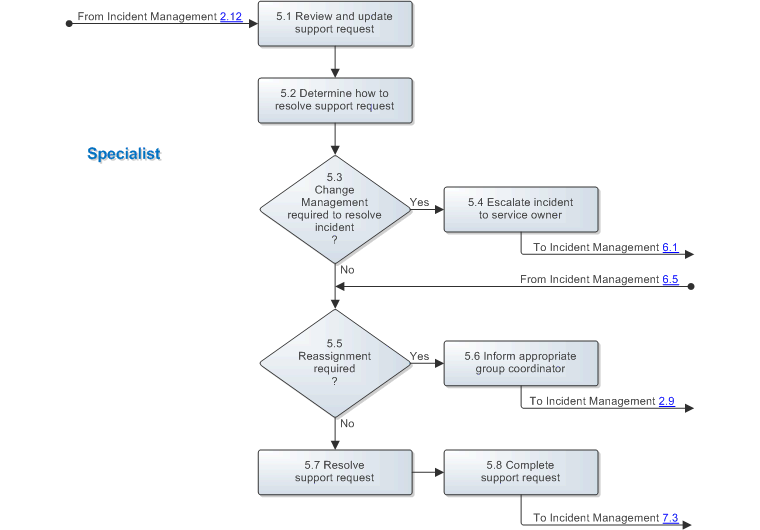 From Incident Management 2.12
5.1 Review and update
support request
5.2 Determine how to
resolve support request
Specialist
5.3
Change
Management
required to resolve
incident
?
Yes
5.4 Escalate incident
to service owner
To Incident Management 6.1
No
From Incident Management 6.5
5.5
Reassignment
required
?
Yes
5.6 Inform appropriate
group coordinator
To Incident Management 2.9
No
5.7 Resolve
support request
5.8 Complete
support request
To Incident Management 7.3